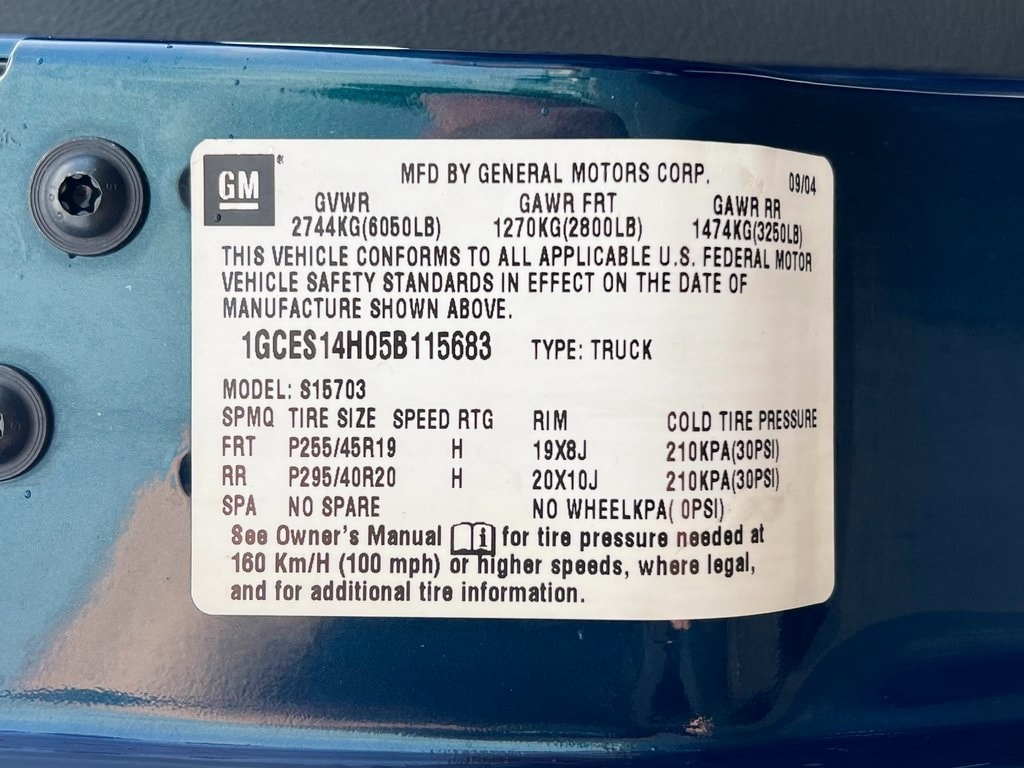 GM ®
MFD BY GENERAL MOTORS CORP. 09/04
GVWR GAWR FRT GAWR RR
2744KG(6050LB) 1270KG(2800LB) 1474KG(3250LB)
THIS VEHICLE CONFORMS TO ALL APPLICABLE U.S. FEDERAL MOTOR
VEHICLE SAFETY STANDARDS IN EFFECT ON THE DATE OF
MANUFACTURE SHOWN ABOVE.
1GCES14H05B115683 TYPE: TRUCK
MODEL: S15703
SPMQ TIRE SIZE SPEED RTG RIM COLD TIRE PRESSURE
FRT P255/45R19 H 19X8J 210KPA(30PSI)
RR P295/40R20 H 20X10J 210KPA(30PSI)
SPA NO SPARE NO WHEELKPA( 0PSI)
See Owner's Manual i for tire pressure needed at
160 Km/H (100 mph) or higher speeds, where legal,
and for additional tire information.